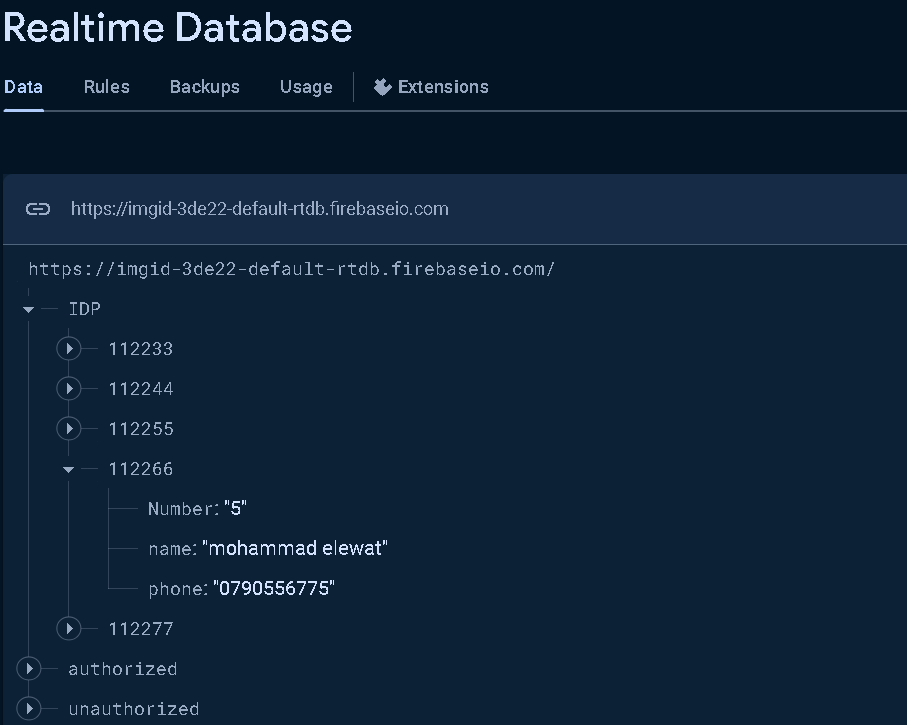 Realtime Database
Data Rules Backups Usage Extensions
https://imgid-3de22-default-rtdb.firebaseio.com
https://imgid-3de22-default-rtdb.firebaseio.com/
IDP
112233
112244
112255
112266
Number: "5"
name: "mohammad elewat"
phone: "0790556775"
112277
authorized
unauthorized